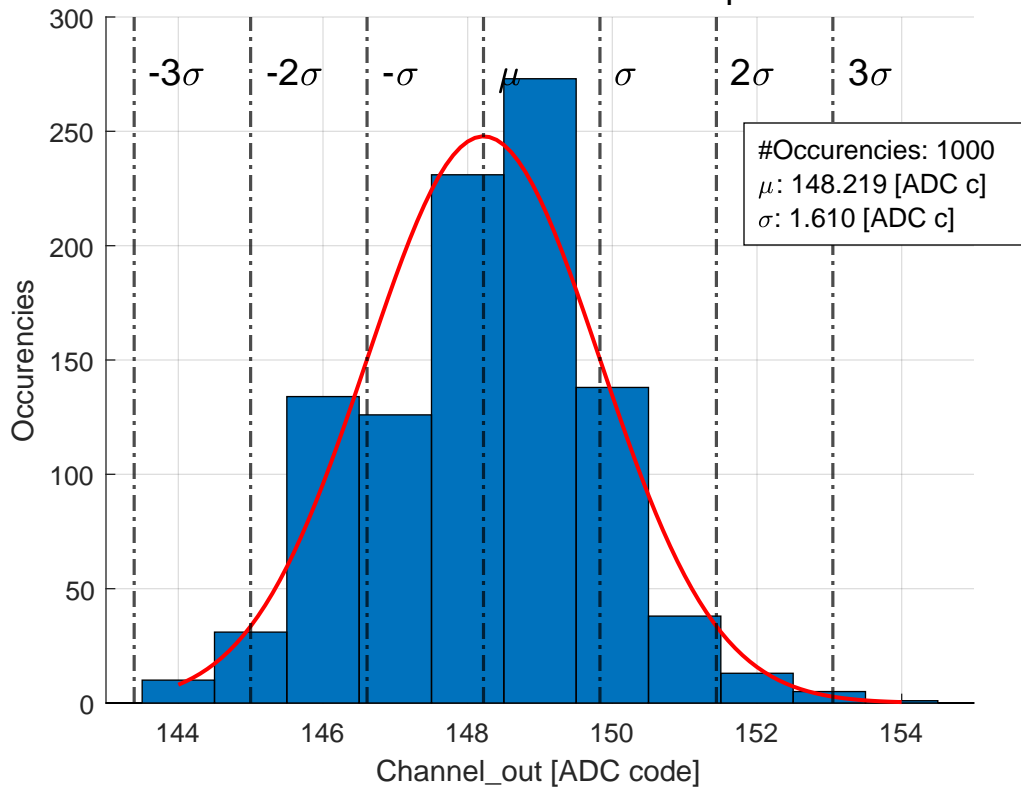 300
-3σ -2σ -σ μ σ 2σ 3σ
250
#Occurencies: 1000
μ: 148.219 [ADC c]
σ: 1.610 [ADC c]
200
150
100
50
0
Occurencies
144 146 148 150 152 154
Channel_out [ADC code]